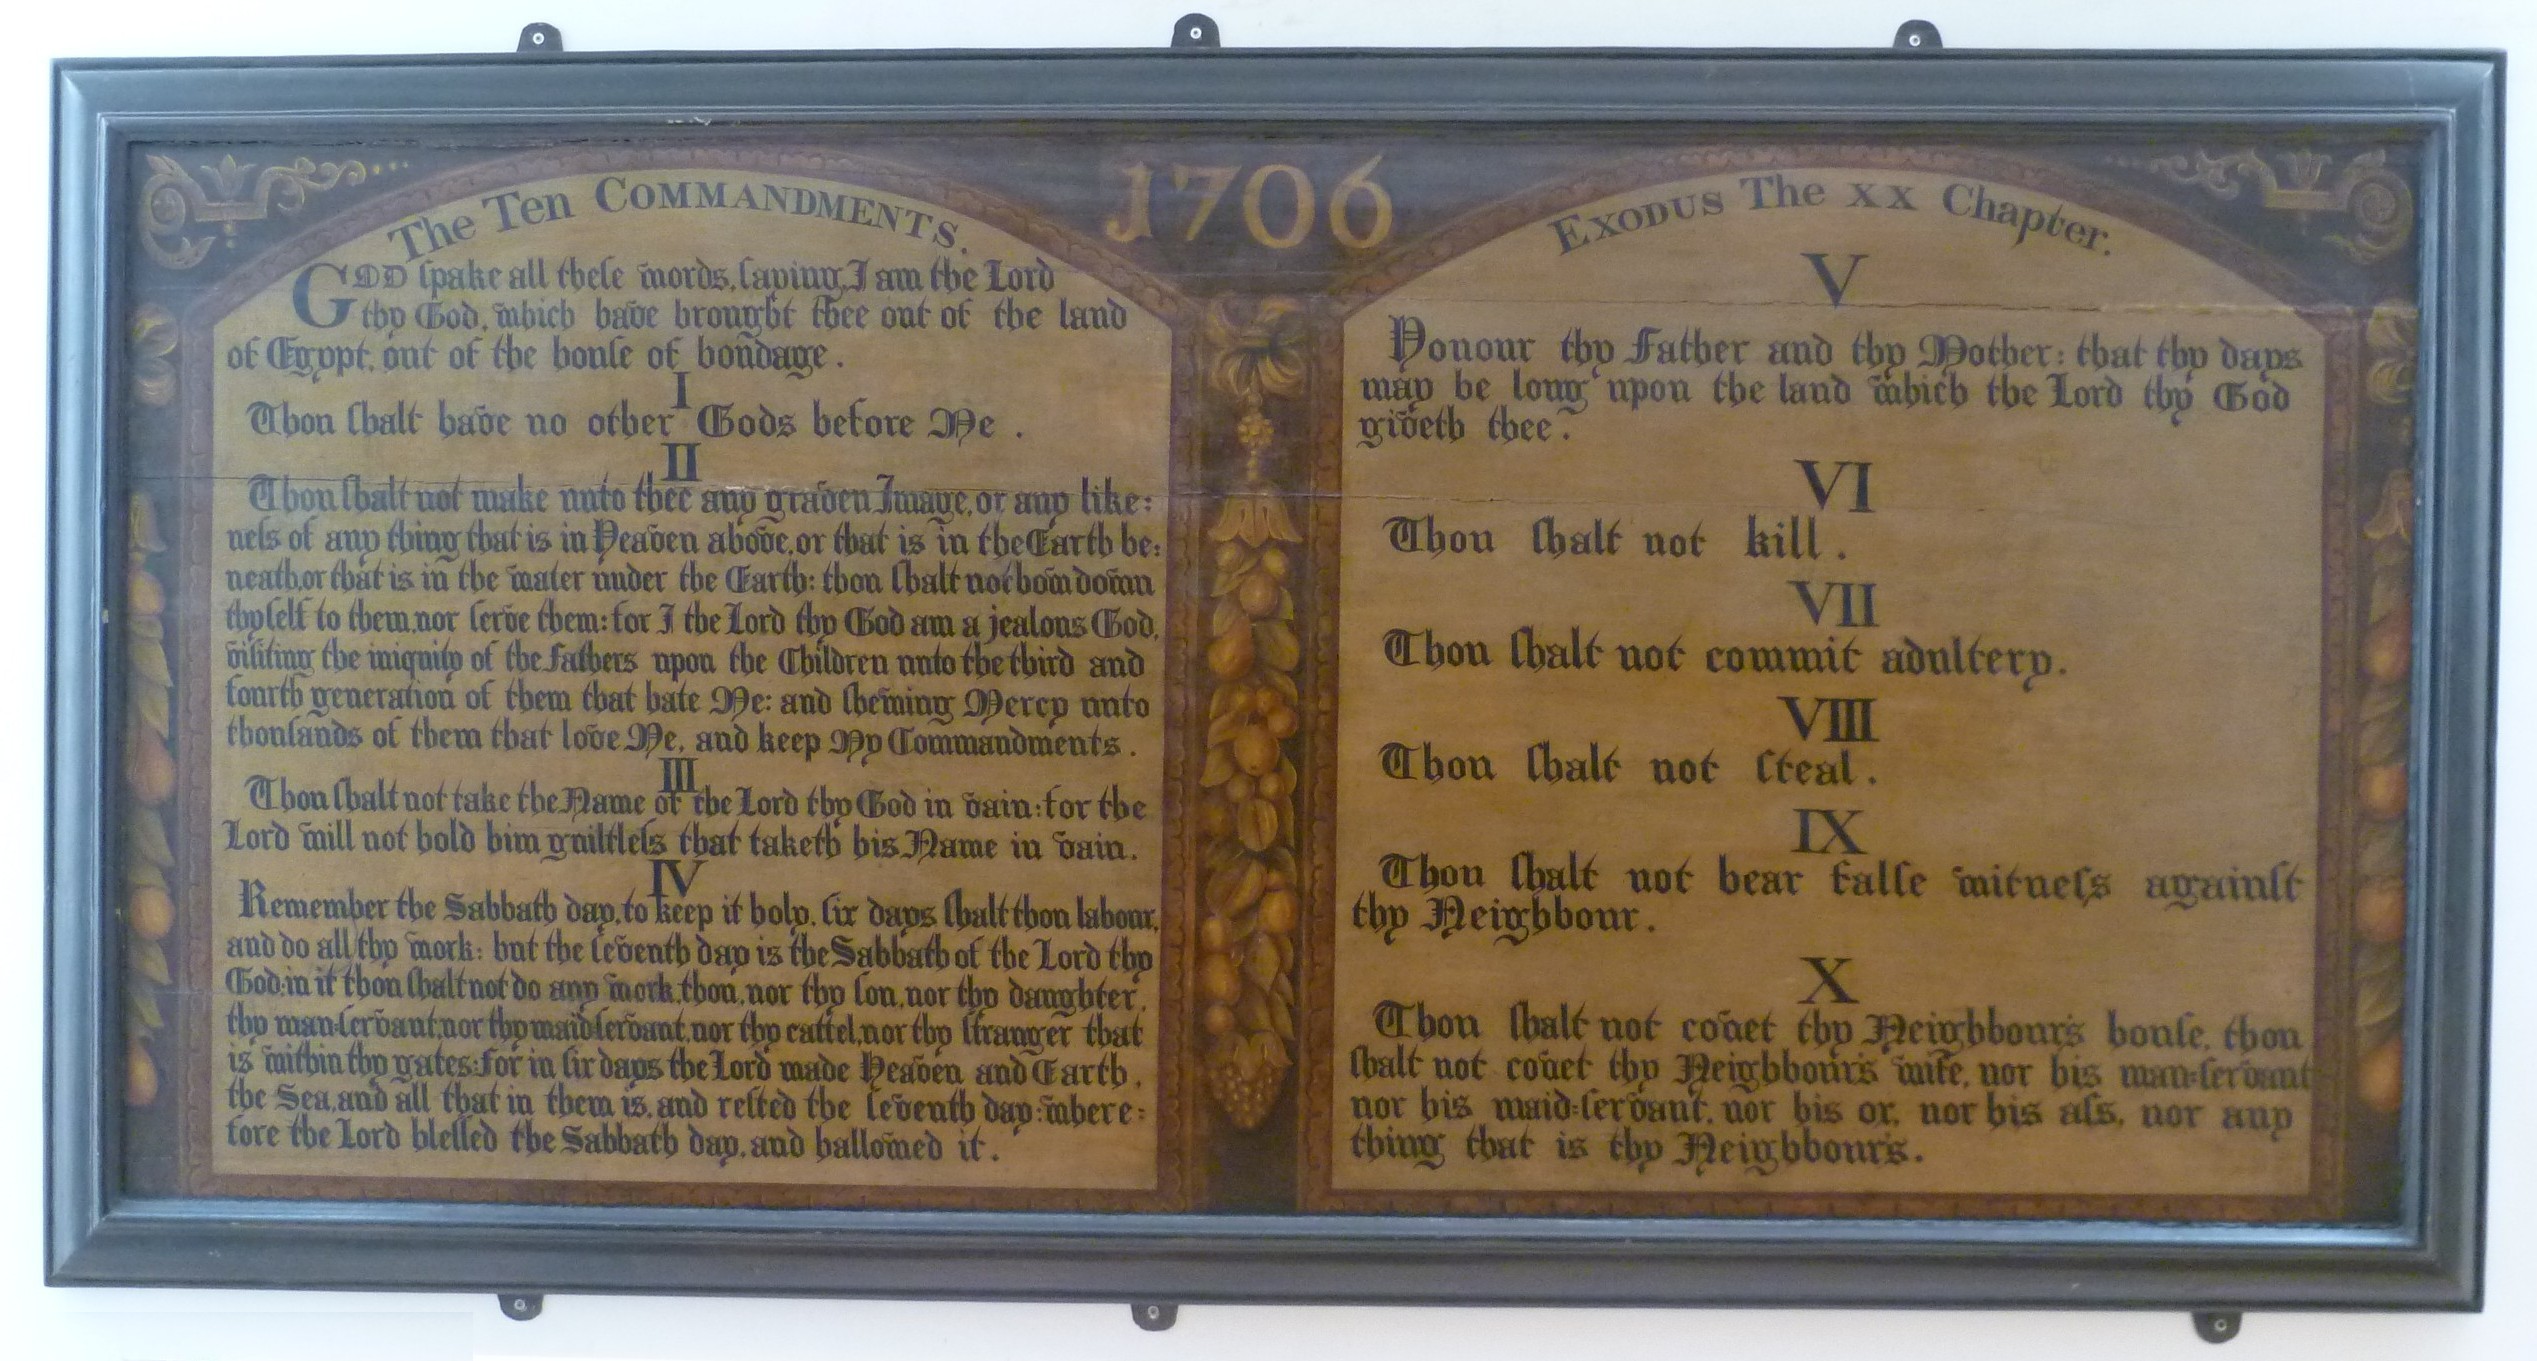 1706
The Ten COMMANDMENTS.
GOD ſpake all theſe words, ſaying, I am the Lord
thy God, which have brought thee out of the land
of Egypt, out of the houſe of bondage.
I
Thou ſhalt have no other Gods before Me.
II
Thou ſhalt not make unto thee any graven Image, or any like:
neſs of any thing that is in Heaven above, or that is in the Earth be:
neath, or that is in the water under the Earth: thou ſhalt not bow down
thyſelf to them, nor ſerve them: for I the Lord thy God am a jealous God,
viſiting the iniquity of the Fathers upon the Children unto the third and
fourth generation of them that hate Me: and ſhewing Mercy unto
thouſands of them that love Me, and keep My Commandments.
III
Thou ſhalt not take the Name of the Lord thy God in vain: for the
Lord will not hold him guiltleſs that taketh his Name in vain.
IV
Remember the Sabbath day, to keep it holy, ſix days ſhalt thou labour,
and do all thy work: but the ſeventh day is the Sabbath of the Lord thy
God: in it thou ſhalt not do any work, thou, nor thy ſon, nor thy daughter,
thy man=ſervant, nor thy maid ſervant, nor thy cattel, nor thy ſtranger that
is within thy gates: for in ſix days the Lord made Heaven and Earth,
the Sea, and all that in them is, and reſted the ſeventh day: where:
fore the Lord bleſſed the Sabbath day, and hallowed it.
EXODUS The XX Chapter.
V
Honour thy Father and thy Mother: that thy days
may be long upon the land which the Lord thy God
giveth thee.
VI
Thou ſhalt not kill.
VII
Thou ſhalt not commit adultery.
VIII
Thou ſhalt not ſteal.
IX
Thou ſhalt not bear falſe witneſs againſt
thy Neighbour.
X
Thou ſhalt not covet thy Neighbour's houſe, thou
ſhalt not covet thy Neighbour's wife, nor his man=ſervant
nor his maid=ſervant, nor his ox, nor his aſs, nor any
thing that is thy Neighbour's.